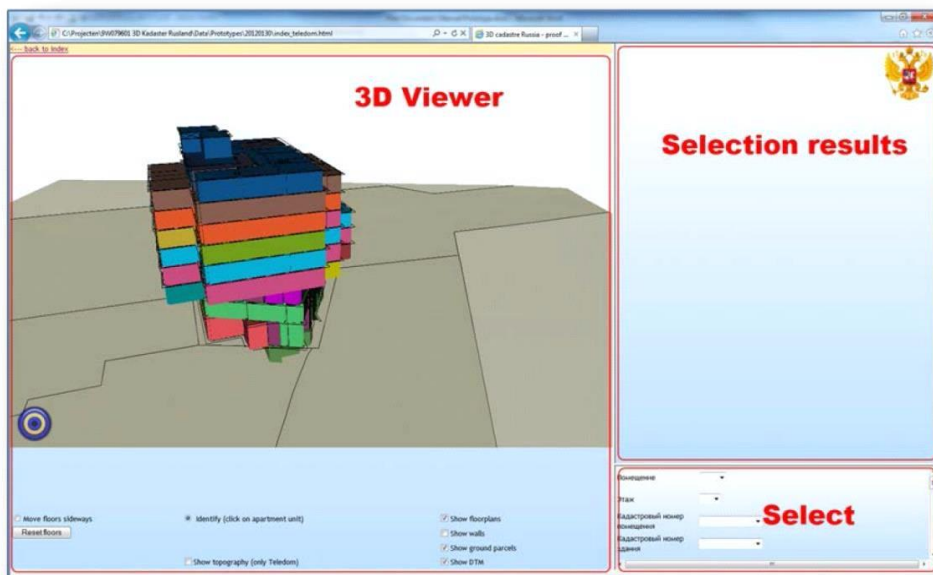 C:\Projecten\9W079601 3D Kadaster Rusland\Data\Prototypes\20120130\index_teledom.html
3D cadastre Russia - proof ...
<--- back to index
3D Viewer
Selection results
Move floors sideways
Identify (click on apartment unit)
Show floorplans
Reset floors
Show walls
Show ground parcels
Show topography (only Teledom)
Show DTM
Помещение
Этаж
Кадастровый номер
помещения
Select
Кадастровый номер
здания